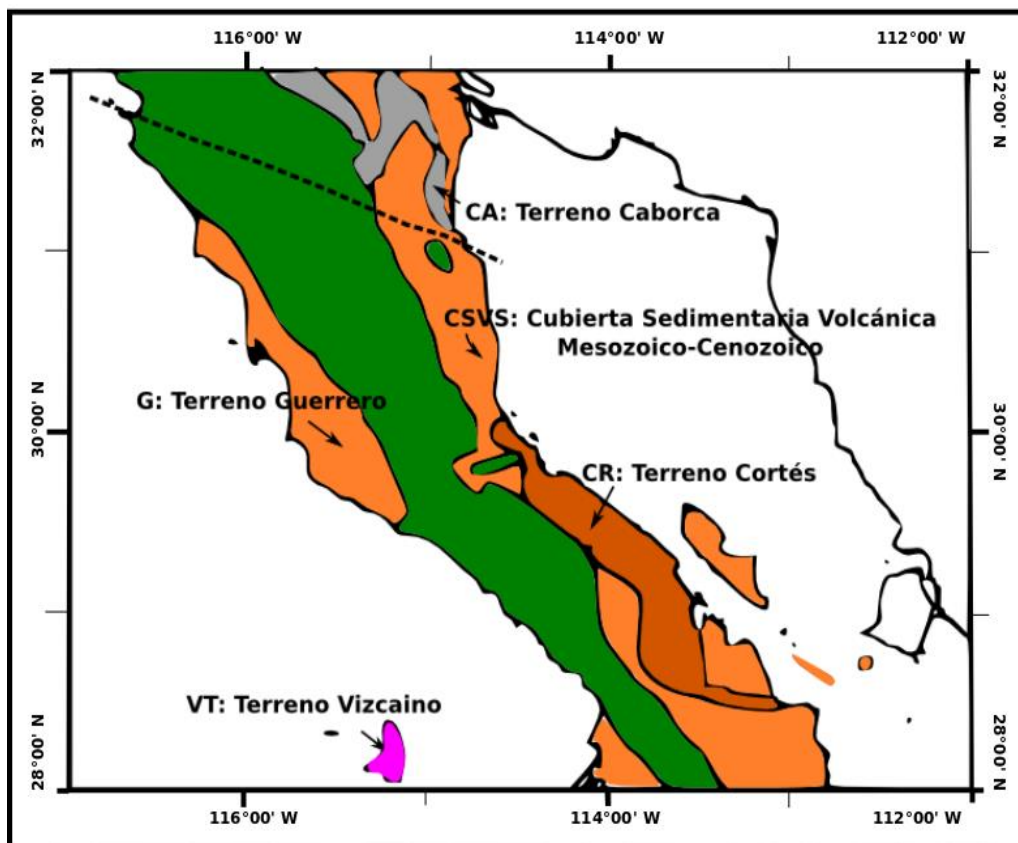 116°00' W
114°00' W
112°00' W
32°00' N
32°00' N
CA: Terreno Caborca
CSVS: Cubierta Sedimentaria Volcánica
Mesozoico-Cenozoico
G: Terreno Guerrero
30°00' N
30°00' N
CR: Terreno Cortés
VT: Terreno Vizcaino
28°00' N
28°00' N
116°00' W
114°00' W
112°00' W